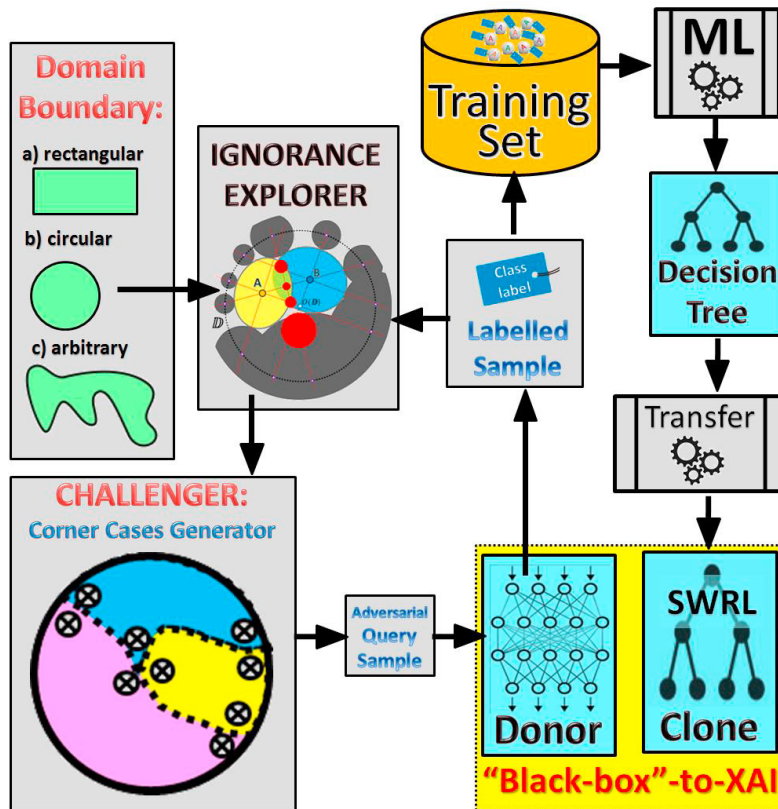 Domain
Boundary:
a) rectangular
b) circular
c) arbitrary
IGNORANCE
EXPLORER
A
B
𝔻
Training
Set
ML
Class
label
Labelled
Sample
Decision
Tree
Transfer
CHALLENGER:
Corner Cases Generator
Adversarial
Query
Sample
Donor
SWRL
Clone
“Black-box”-to-XAI